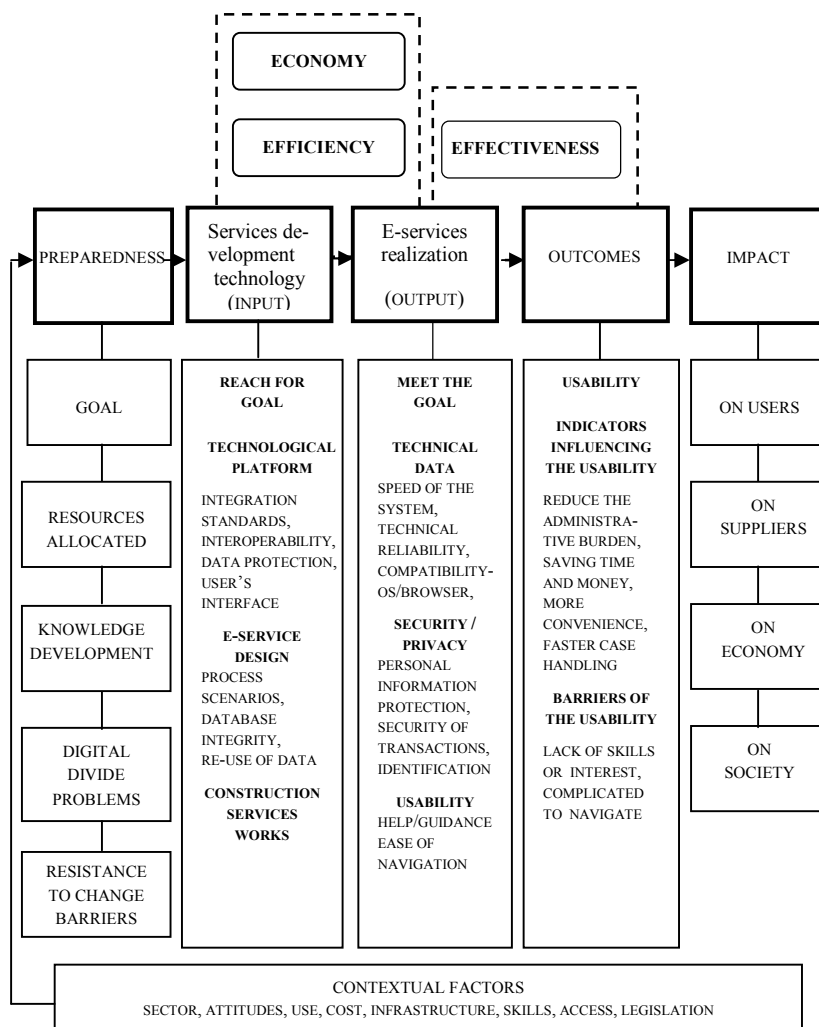 ECONOMY
EFFICIENCY
EFFECTIVENESS
PREPAREDNESS
Services de-
velopment
technology
(INPUT)
E-services
realization
(OUTPUT)
OUTCOMES
IMPACT
GOAL
RESOURCES
ALLOCATED
KNOWLEDGE
DEVELOPMENT
DIGITAL
DIVIDE
PROBLEMS
RESISTANCE
TO CHANGE
BARRIERS
REACH FOR
GOAL
TECHNOLOGICAL
PLATFORM
INTEGRATION
STANDARDS,
INTEROPERABILITY,
DATA PROTECTION,
USER'S
INTERFACE
E-SERVICE
DESIGN
PROCESS
SCENARIOS,
DATABASE
INTEGRITY,
RE-USE OF DATA
CONSTRUCTION
SERVICES
WORKS
MEET THE
GOAL
TECHNICAL
DATA
SPEED OF THE
SYSTEM,
TECHNICAL
RELIABILITY,
COMPATIBILITY-
OS/BROWSER,
SECURITY /
PRIVACY
PERSONAL
INFORMATION
PROTECTION,
SECURITY OF
TRANSACTIONS,
IDENTIFICATION
USABILITY
HELP/GUIDANCE
EASE OF
NAVIGATION
USABILITY
INDICATORS
INFLUENCING
THE USABILITY
REDUCE THE
ADMINISTRA-
TIVE BURDEN,
SAVING TIME
AND MONEY,
MORE
CONVENIENCE,
FASTER CASE
HANDLING
BARRIERS OF
THE USABILITY
LACK OF SKILLS
OR INTEREST,
COMPLICATED
TO NAVIGATE
ON USERS
ON
SUPPLIERS
ON
ECONOMY
ON
SOCIETY
CONTEXTUAL FACTORS
SECTOR, ATTITUDES, USE, COST, INFRASTRUCTURE, SKILLS, ACCESS, LEGISLATION